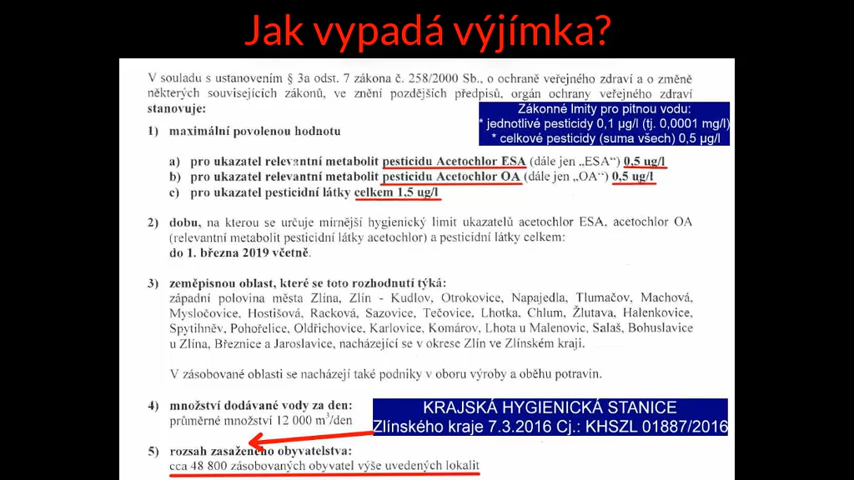 Jak vypadá výjímka?
V souladu s ustanovením § 3a odst. 7 zákona č. 258/2000 Sb., o ochraně veřejného zdraví a o změně
některých souvisejících zákonů, ve znění pozdějších předpisů, orgán ochrany veřejného zdraví
stanovuje:
Zákonné lmity pro pitnou vodu:
* jednotlivé pesticidy 0,1 µg/l (tj. 0,0001 mg/l)
* celkové pesticidy (suma všech) 0,5 µg/l
1) maximální povolenou hodnotu
a) pro ukazatel relevantní metabolit pesticidu Acetochlor ESA (dále jen „ESA“) 0,5 ug/l
b) pro ukazatel relevantní metabolit pesticidu Acetochlor OA (dále jen „OA“) 0,5 ug/l
c) pro ukazatel pesticidní látky celkem 1,5 ug/l
2) dobu, na kterou se určuje mírnější hygienický limit ukazatelů acetochlor ESA, acetochlor OA
(relevantní metabolit pesticidní látky acetochlor) a pesticidní látky celkem:
do 1. března 2019 včetně.
3) zeměpisnou oblast, které se toto rozhodnutí týká:
západní polovina města Zlína, Zlín - Kudlov, Otrokovice, Napajedla, Tlumačov, Machová,
Mysločovice, Hostišová, Racková, Sazovice, Tečovice, Lhotka, Chlum, Žlutava, Halenkovice,
Spytihněv, Pohořelice, Oldřichovice, Karlovice, Komárov, Lhota u Malenovic, Salaš, Bohuslavice
u Zlína, Březnice a Jaroslavice, nacházející se v okrese Zlín ve Zlínském kraji.
V zásobované oblasti se nacházejí také podniky v oboru výroby a oběhu potravin.
4) množství dodávané vody za den:
průměrné množství 12 000 m³/den
KRAJSKÁ HYGIENICKÁ STANICE
Zlínského kraje 7.3.2016 Cj.: KHSZL 01887/2016
5) rozsah zasaženého obyvatelstva:
cca 48 800 zásobovaných obyvatel výše uvedených lokalit